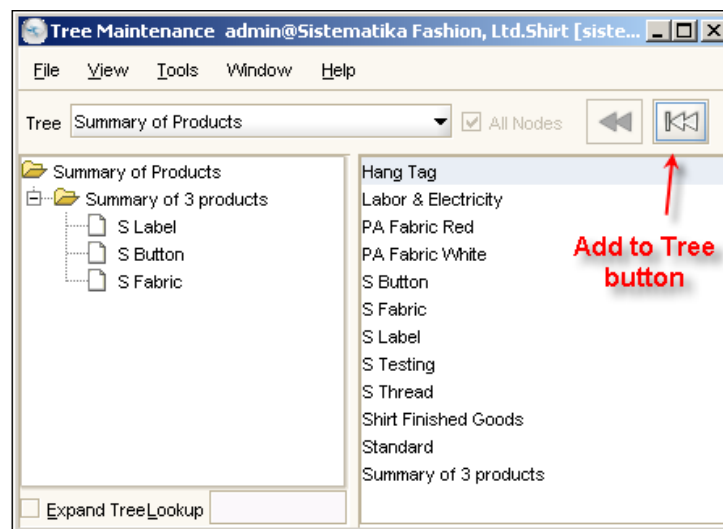 Tree Maintenance admin@Sistematika Fashion, Ltd.Shirt [siste...
File View Tools Window Help
Tree Summary of Products All Nodes
Summary of Products
Summary of 3 products
S Label
S Button
S Fabric
Hang Tag
Labor & Electricity
PA Fabric Red
PA Fabric White
S Button
S Fabric
S Label
S Testing
S Thread
Shirt Finished Goods
Standard
Summary of 3 products
Add to Tree
button
Expand Tree Lookup